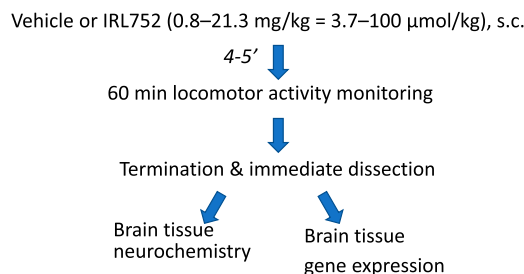 Vehicle or IRL752 (0.8–21.3 mg/kg = 3.7–100 μmol/kg), s.c.
4-5’
60 min locomotor activity monitoring
Termination & immediate dissection
Brain tissue
neurochemistry
Brain tissue
gene expression